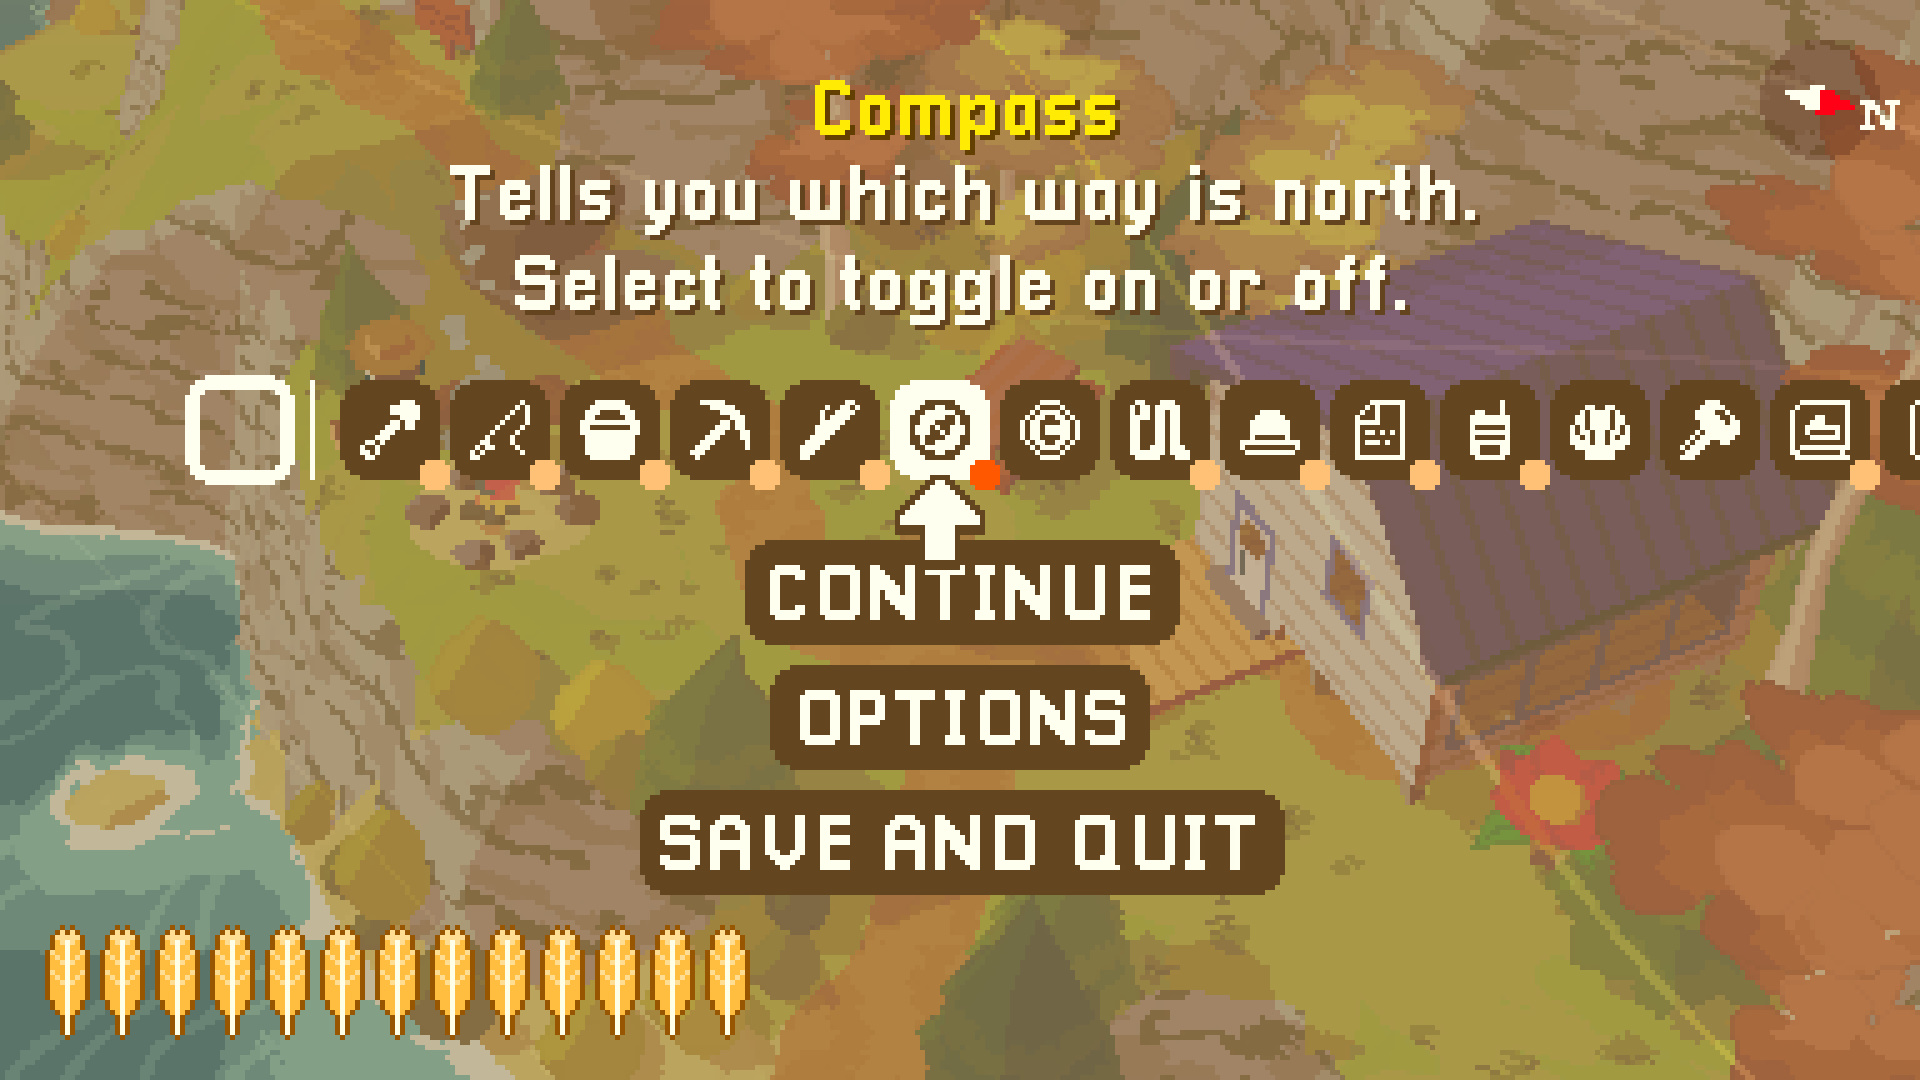 Compass
N
Tells you which way is north.
Select to toggle on or off.
CONTINUE
OPTIONS
SAVE AND QUIT